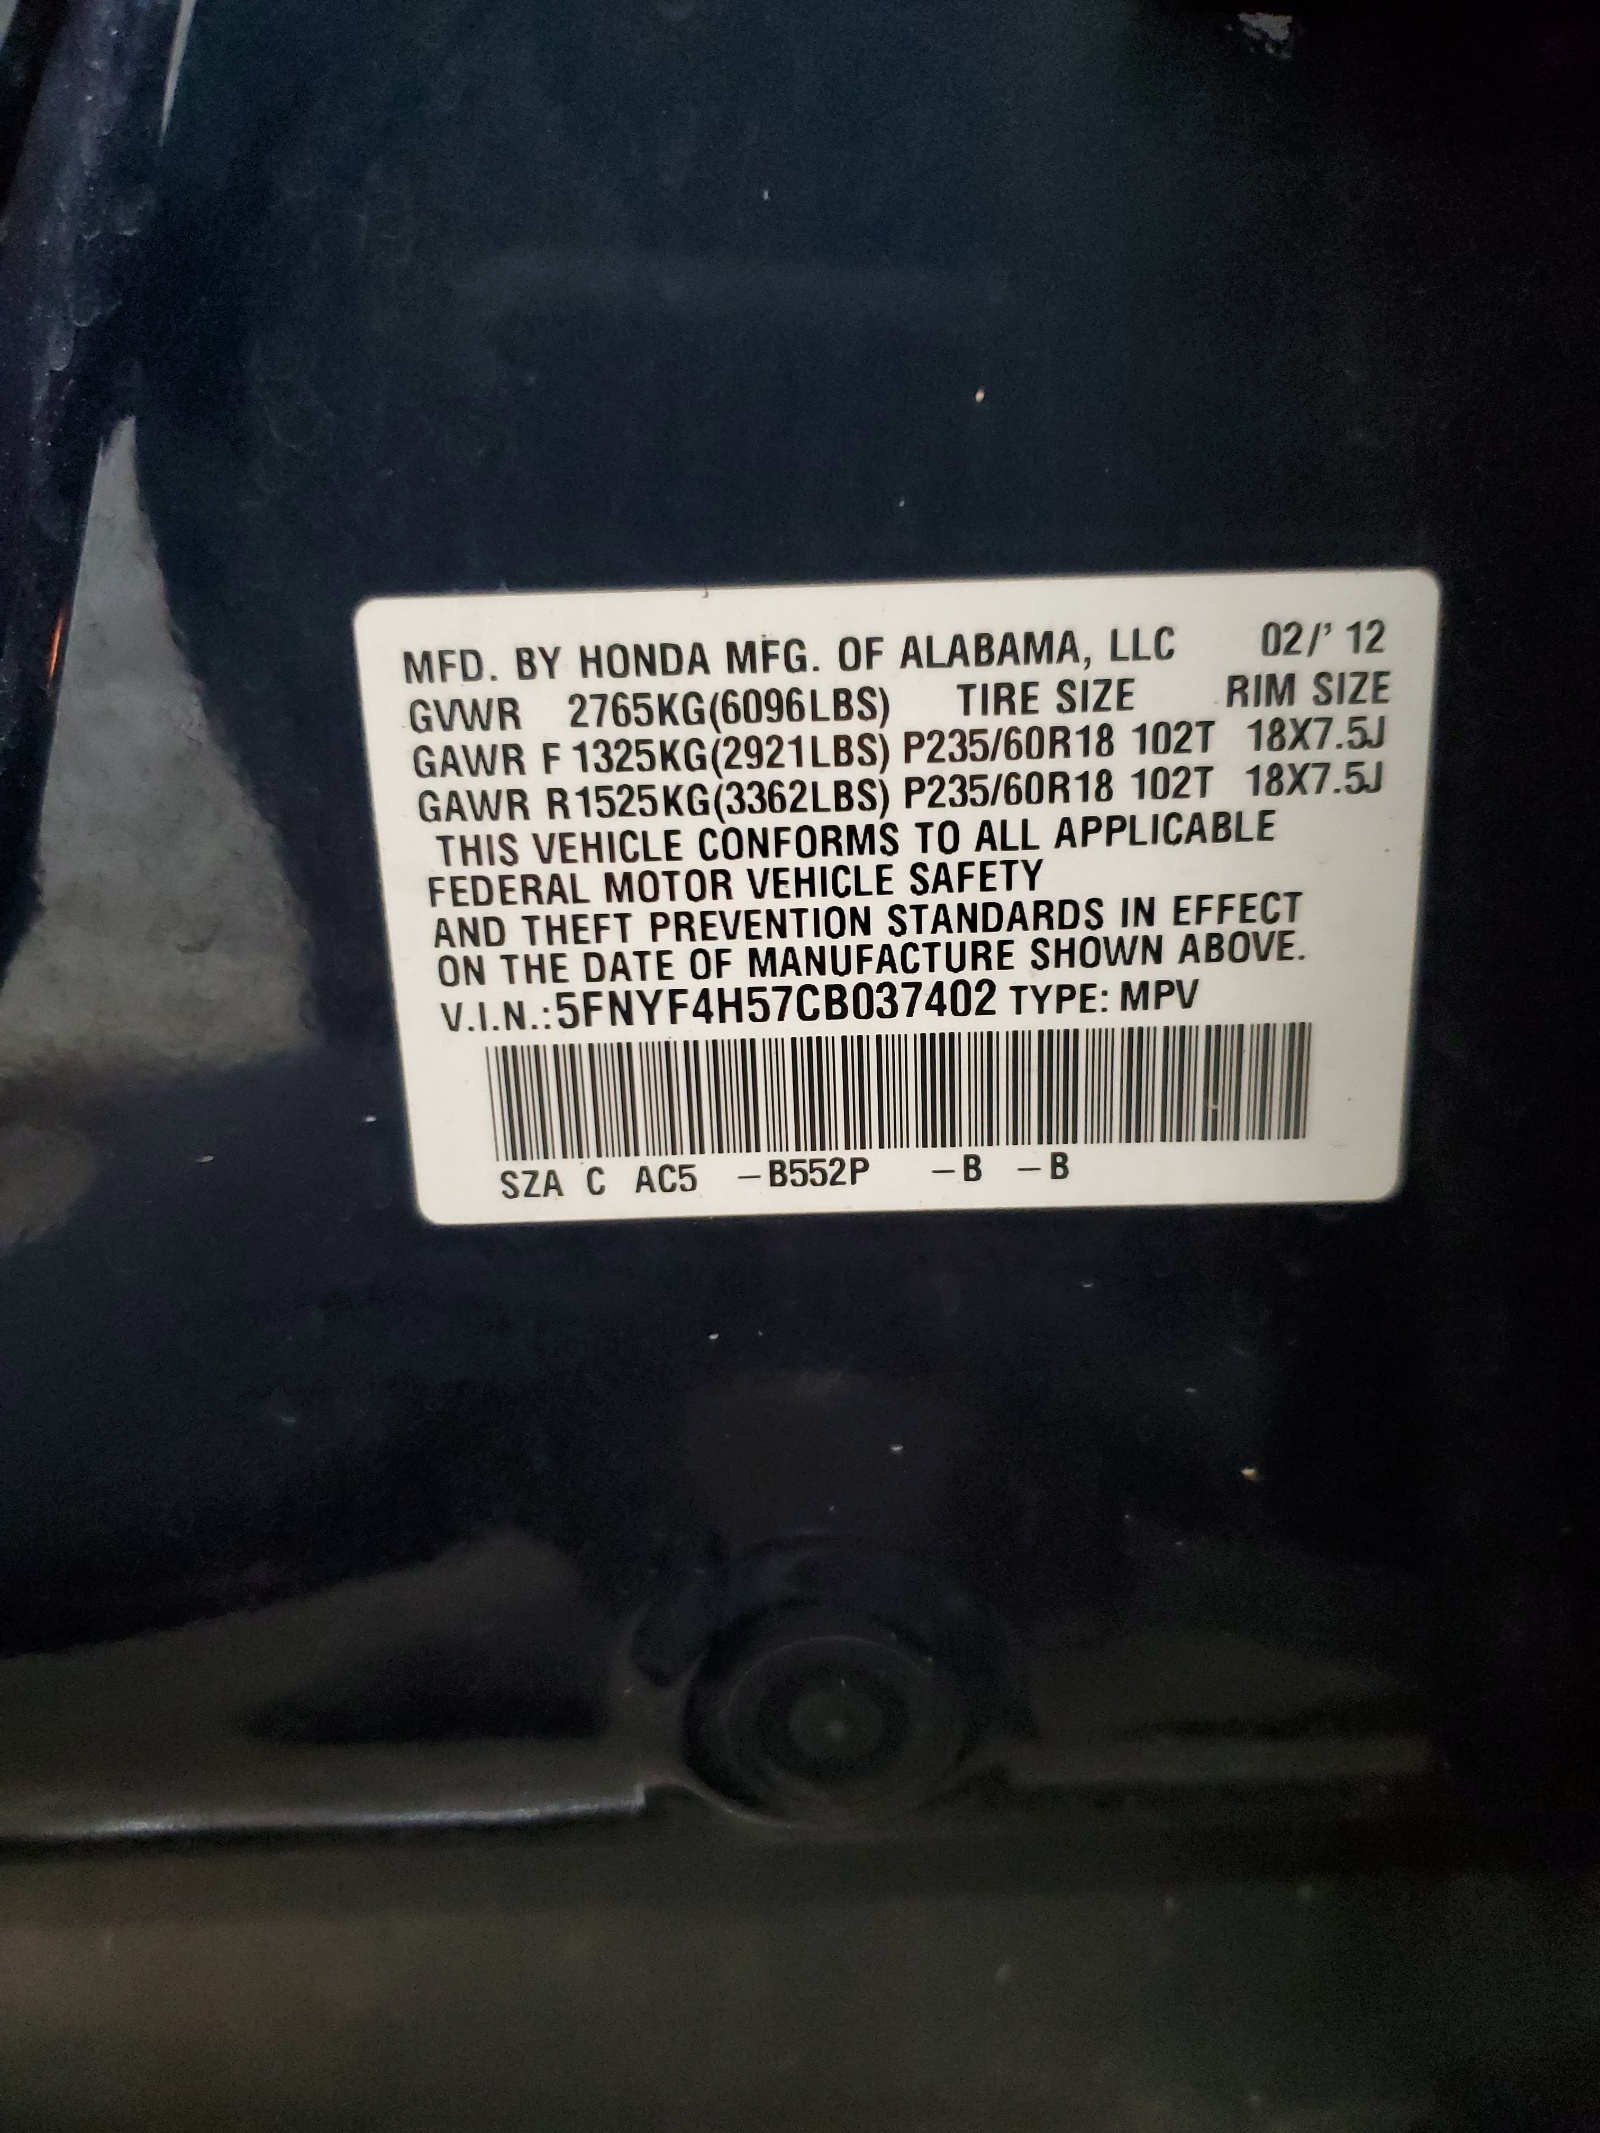 MFD. BY HONDA MFG. OF ALABAMA, LLC 02/' 12
GVWR 2765KG(6096LBS) TIRE SIZE RIM SIZE
GAWR F 1325KG(2921LBS) P235/60R18 102T 18X7.5J
GAWR R 1525KG(3362LBS) P235/60R18 102T 18X7.5J
THIS VEHICLE CONFORMS TO ALL APPLICABLE
FEDERAL MOTOR VEHICLE SAFETY
AND THEFT PREVENTION STANDARDS IN EFFECT
ON THE DATE OF MANUFACTURE SHOWN ABOVE.
V.I.N.:5FNYF4H57CB037402 TYPE: MPV
SZA C AC5 –B552P –B –B